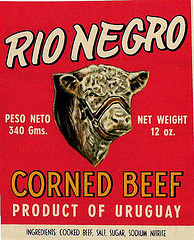 RIO NEGRO
PESO NETO
340 Gms.
NET WEIGHT
12 oz.
CORNED BEEF
PRODUCT OF URUGUAY
INGREDIENTS: COOKED BEEF, SALT, SUGAR, SODIUM NITRITE